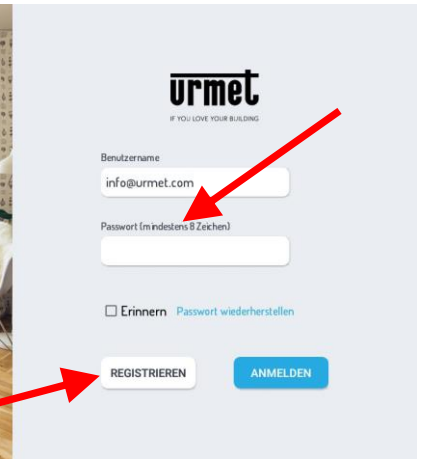 urmet
IF YOU LOVE YOUR BUILDING
Benutzername
info@urmet.com
Passwort (mindestens 8 Zeichen)
Erinnern Passwort wiederherstellen
REGISTRIEREN ANMELDEN